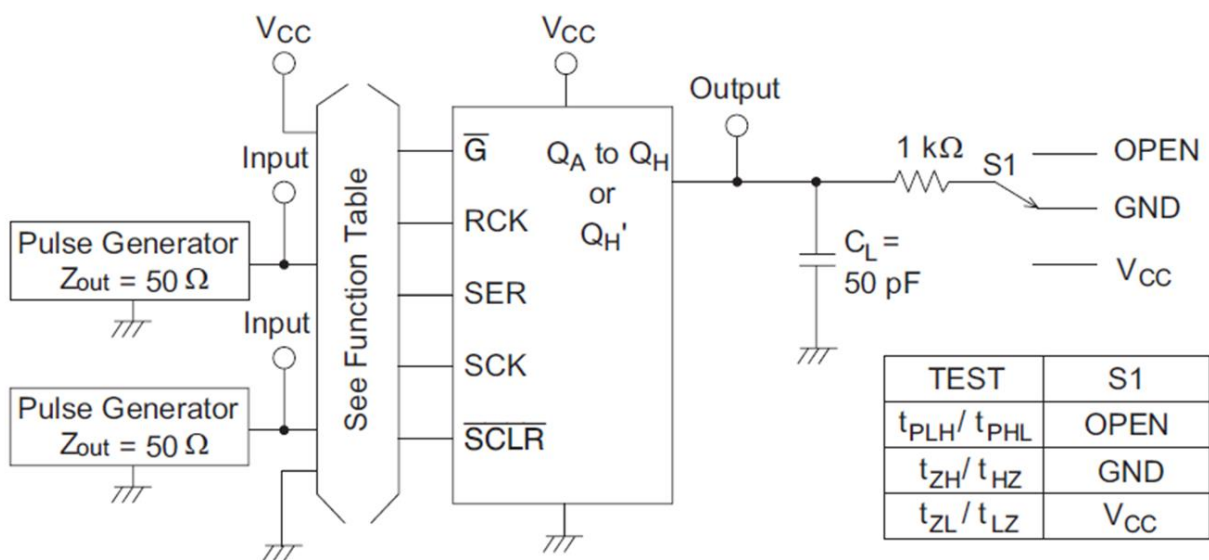 VCC
VCC
Output
Input
1 kΩ
S1
OPEN
GND
VCC
Pulse Generator
Zout = 50 Ω
Input
Pulse Generator
Zout = 50 Ω
See Function Table
G̅
RCK
SER
SCK
S̅C̅L̅R̅
QA to QH
or
QH'
CL =
50 pF
TEST S1
tPLH/ tPHL OPEN
tZH/ tHZ GND
tZL/ tLZ VCC